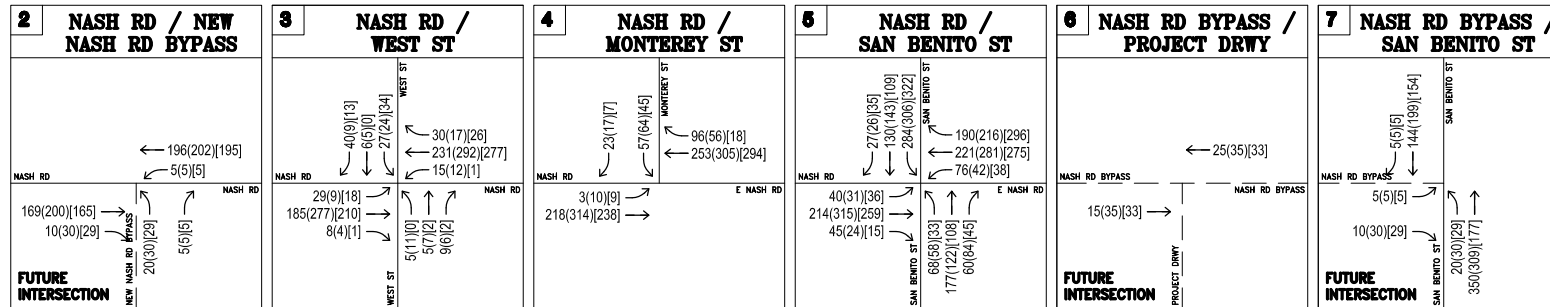 2
NASH RD / NEW
NASH RD BYPASS
196(202)[195]
5(5)[5]
NASH RD
NASH RD
169(200)[165]
10(30)[29]
NEW NASH RD BYPASS
20(30)[29]
5(5)[5]
FUTURE
INTERSECTION
3
NASH RD /
WEST ST
WEST ST
40(9)[13]
6(5)[0]
27(24)[34]
30(17)[26]
231(292)[277]
15(12)[1]
NASH RD
NASH RD
29(9)[18]
185(277)[210]
8(4)[1]
WEST ST
5(11)[0]
5(7)[2]
9(6)[2]
4
NASH RD /
MONTEREY ST
MONTEREY ST
23(17)[7]
57(64)[45]
96(56)[18]
253(305)[294]
NASH RD
E NASH RD
3(10)[9]
218(314)[238]
5
NASH RD /
SAN BENITO ST
SAN BENITO ST
27(26)[35]
130(143)[109]
284(306)[322]
190(216)[296]
221(281)[275]
76(42)[38]
NASH RD
E NASH RD
40(31)[36]
214(315)[259]
45(24)[15]
SAN BENITO ST
68(58)[33]
177(122)[108]
60(84)[45]
6
NASH RD BYPASS /
PROJECT DRWY
25(35)[33]
NASH RD BYPASS
NASH RD BYPASS
15(35)[33]
PROJECT DRWY
FUTURE
INTERSECTION
7
NASH RD BYPASS /
SAN BENITO ST
SAN BENITO ST
5(5)[5]
144(199)[154]
NASH RD BYPASS
5(5)[5]
10(30)[29]
SAN BENITO ST
20(30)[29]
350(309)[177]
FUTURE
INTERSECTION